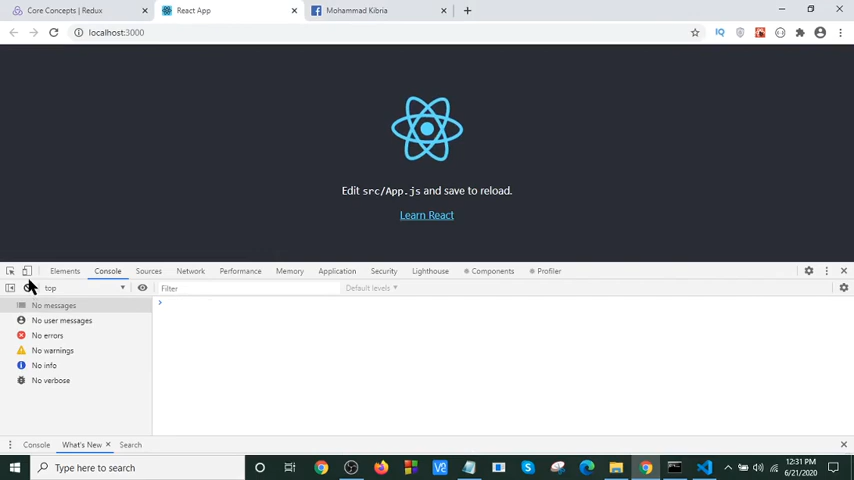 Core Concepts | Redux
React App
Mohammad Kibria
localhost:3000
IQ
Edit src/App.js and save to reload.
Learn React
Elements
Console
Sources
Network
Performance
Memory
Application
Security
Lighthouse
Components
Profiler
top
Filter
Default levels
No messages
No user messages
No errors
No warnings
No info
No verbose
Console
What's New
Search
Type here to search
12:31 PM
6/21/2020